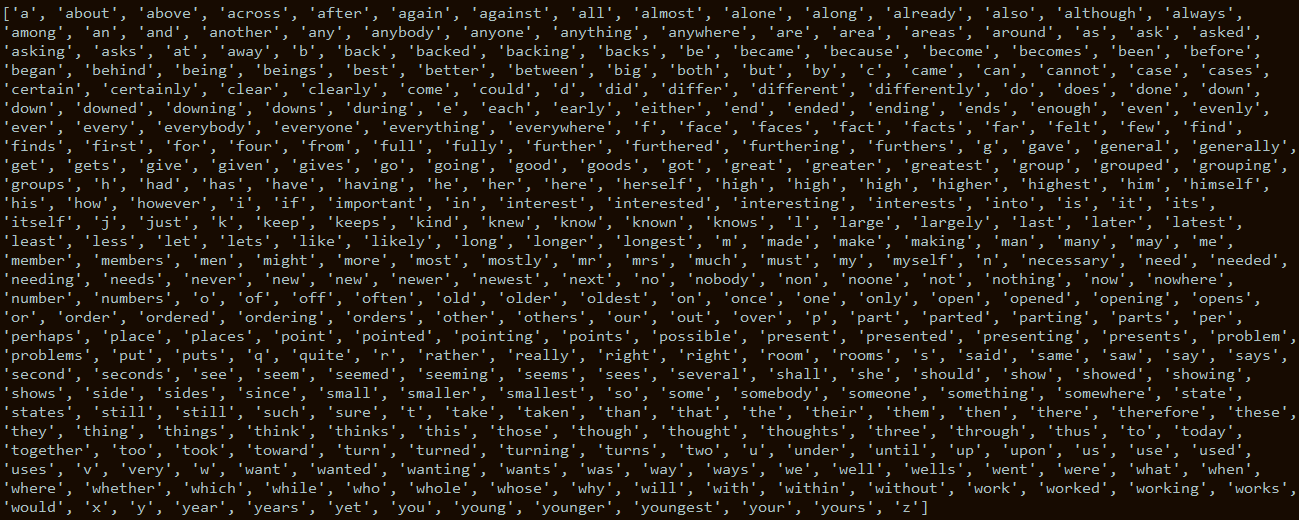 ['a', 'about', 'above', 'across', 'after', 'again', 'against', 'all', 'almost', 'alone', 'along', 'already', 'also', 'although', 'always',
'among', 'an', 'and', 'another', 'any', 'anybody', 'anyone', 'anything', 'anywhere', 'are', 'area', 'areas', 'around', 'as', 'ask', 'asked',
'asking', 'asks', 'at', 'away', 'b', 'back', 'backed', 'backing', 'backs', 'be', 'became', 'because', 'become', 'becomes', 'been', 'before',
'began', 'behind', 'being', 'beings', 'best', 'better', 'between', 'big', 'both', 'but', 'by', 'c', 'came', 'can', 'cannot', 'case', 'cases',
'certain', 'certainly', 'clear', 'clearly', 'come', 'could', 'd', 'did', 'differ', 'different', 'differently', 'do', 'does', 'done', 'down',
'down', 'downed', 'downing', 'downs', 'during', 'e', 'each', 'early', 'either', 'end', 'ended', 'ending', 'ends', 'enough', 'even', 'evenly',
'ever', 'every', 'everybody', 'everyone', 'everything', 'everywhere', 'f', 'face', 'faces', 'fact', 'facts', 'far', 'felt', 'few', 'find',
'finds', 'first', 'for', 'four', 'from', 'full', 'fully', 'further', 'furthered', 'furthering', 'furthers', 'g', 'gave', 'general', 'generally',
'get', 'gets', 'give', 'given', 'gives', 'go', 'going', 'good', 'goods', 'got', 'great', 'greater', 'greatest', 'group', 'grouped', 'grouping',
'groups', 'h', 'had', 'has', 'have', 'having', 'he', 'her', 'here', 'herself', 'high', 'high', 'high', 'higher', 'highest', 'him', 'himself',
'his', 'how', 'however', 'i', 'if', 'important', 'in', 'interest', 'interested', 'interesting', 'interests', 'into', 'is', 'it', 'its',
'itself', 'j', 'just', 'k', 'keep', 'keeps', 'kind', 'knew', 'know', 'known', 'knows', 'l', 'large', 'largely', 'last', 'later', 'latest',
'least', 'less', 'let', 'lets', 'like', 'likely', 'long', 'longer', 'longest', 'm', 'made', 'make', 'making', 'man', 'many', 'may', 'me',
'member', 'members', 'men', 'might', 'more', 'most', 'mostly', 'mr', 'mrs', 'much', 'must', 'my', 'myself', 'n', 'necessary', 'need', 'needed',
'needing', 'needs', 'never', 'new', 'new', 'newer', 'newest', 'next', 'no', 'nobody', 'non', 'noone', 'not', 'nothing', 'now', 'nowhere',
'number', 'numbers', 'o', 'of', 'off', 'often', 'old', 'older', 'oldest', 'on', 'once', 'one', 'only', 'open', 'opened', 'opening', 'opens',
'or', 'order', 'ordered', 'ordering', 'orders', 'other', 'others', 'our', 'out', 'over', 'p', 'part', 'parted', 'parting', 'parts', 'per',
'perhaps', 'place', 'places', 'point', 'pointed', 'pointing', 'points', 'possible', 'present', 'presented', 'presenting', 'presents', 'problem',
'problems', 'put', 'puts', 'q', 'quite', 'r', 'rather', 'really', 'right', 'right', 'room', 'rooms', 's', 'said', 'same', 'saw', 'say', 'says',
'second', 'seconds', 'see', 'seem', 'seemed', 'seeming', 'seems', 'sees', 'several', 'shall', 'she', 'should', 'show', 'showed', 'showing',
'shows', 'side', 'sides', 'since', 'small', 'smaller', 'smallest', 'so', 'some', 'somebody', 'someone', 'something', 'somewhere', 'state',
'states', 'still', 'still', 'such', 'sure', 't', 'take', 'taken', 'than', 'that', 'the', 'their', 'them', 'then', 'there', 'therefore', 'these',
'they', 'thing', 'things', 'think', 'thinks', 'this', 'those', 'though', 'thought', 'thoughts', 'three', 'through', 'thus', 'to', 'today',
'together', 'too', 'took', 'toward', 'turn', 'turned', 'turning', 'turns', 'two', 'u', 'under', 'until', 'up', 'upon', 'us', 'use', 'used',
'uses', 'v', 'very', 'w', 'want', 'wanted', 'wanting', 'wants', 'was', 'way', 'ways', 'we', 'well', 'wells', 'went', 'were', 'what', 'when',
'where', 'whether', 'which', 'while', 'who', 'whole', 'whose', 'why', 'will', 'with', 'within', 'without', 'work', 'worked', 'working', 'works',
'would', 'x', 'y', 'year', 'years', 'yet', 'you', 'young', 'younger', 'youngest', 'your', 'yours', 'z']